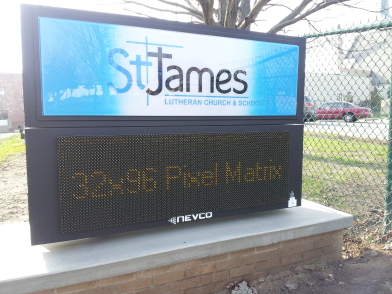 St James
LUTHERAN CHURCH & SCHOOL
32x96 Pixel Matrix
NEVCO